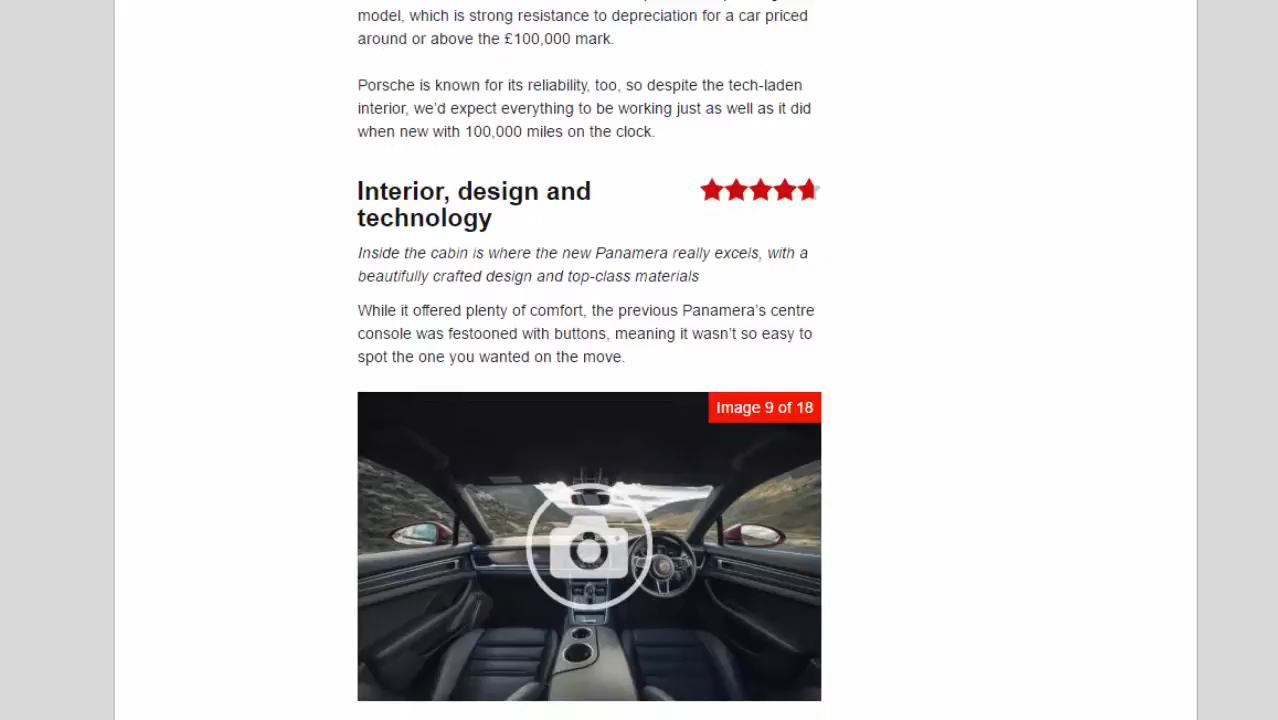 model, which is strong resistance to depreciation for a car priced
around or above the £100,000 mark.
Porsche is known for its reliability, too, so despite the tech-laden
interior, we’d expect everything to be working just as well as it did
when new with 100,000 miles on the clock.
Interior, design and
technology
Inside the cabin is where the new Panamera really excels, with a
beautifully crafted design and top-class materials
While it offered plenty of comfort, the previous Panamera’s centre
console was festooned with buttons, meaning it wasn’t so easy to
spot the one you wanted on the move.
Image 9 of 18